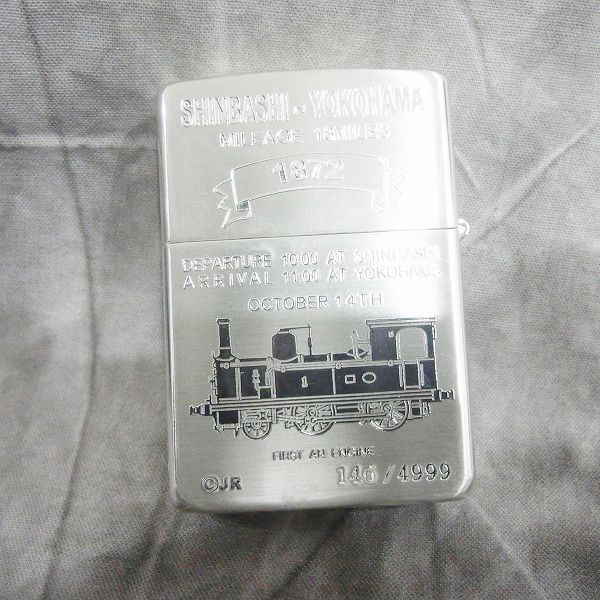 SHINBASHI ~ YOKOHAMA
MILEAGE 18MILES
1872
DEPARTURE 10:00 AT SHINBASHI
ARRIVAL 11:00 AT YOKOHAMA
OCTOBER 14TH
1
FIRST AN ENGINE
©JR 146/4999